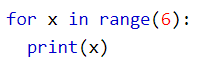 for x in range(6):
  print(x)